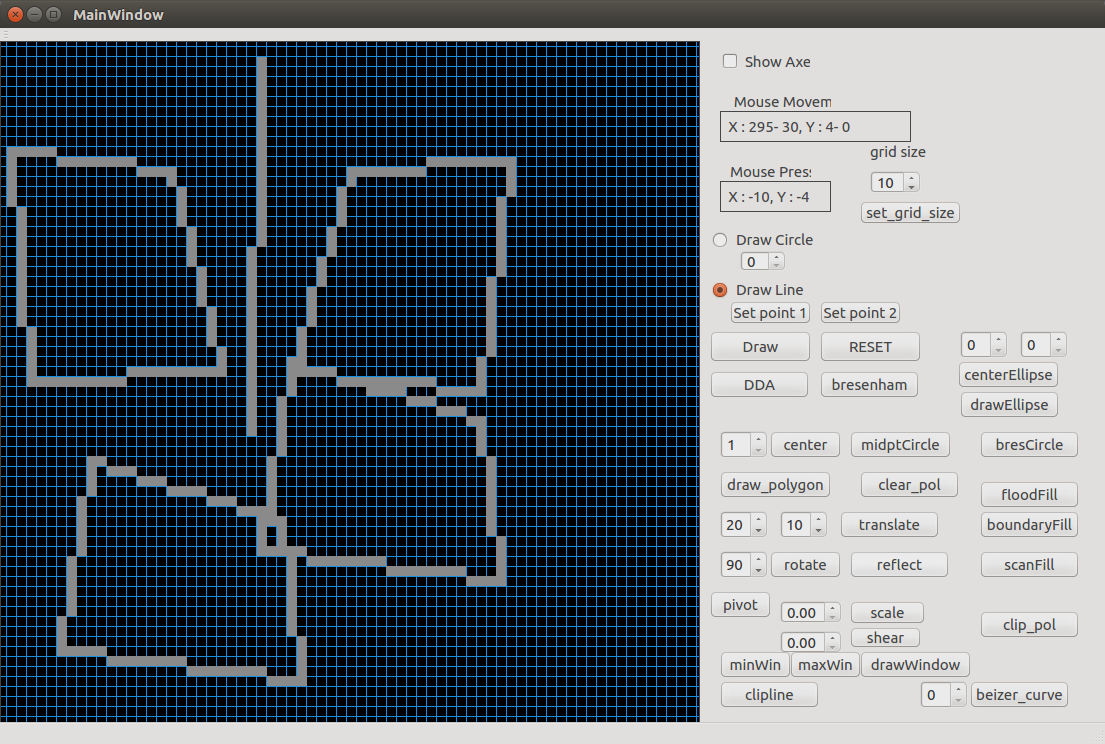 MainWindow
Show Axe
Mouse Movem
X : 295- 30, Y : 4- 0
grid size
Mouse Press
10
X : -10, Y : -4
set_grid_size
Draw Circle
0
Draw Line
Set point 1 Set point 2
Draw RESET 0 0
DDA bresenham centerEllipse
drawEllipse
1 center midptCircle bresCircle
draw_polygon clear_pol floodFill
20 10 translate boundaryFill
90 rotate reflect scanFill
pivot 0.00 scale clip_pol
0.00 shear
minWin maxWin drawWindow
clipline 0 beizer_curve